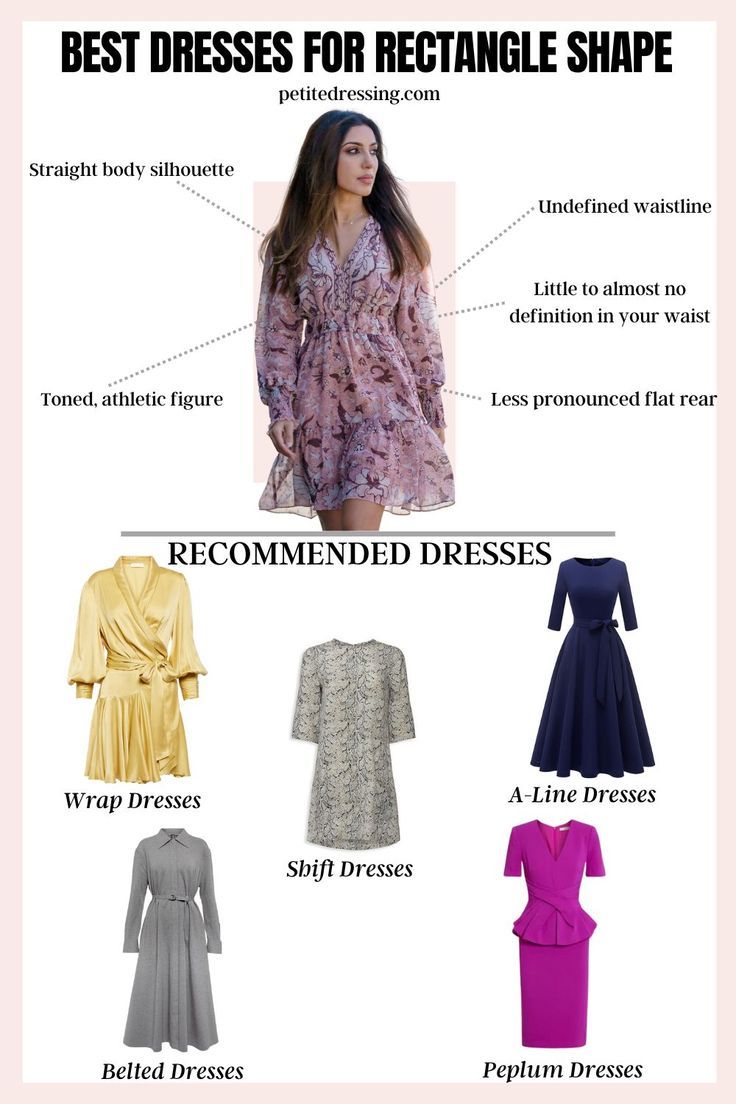 BEST DRESSES FOR RECTANGLE SHAPE
petitedressing.com
Straight body silhouette
Undefined waistline
Little to almost no
definition in your waist
Toned, athletic figure
Less pronounced flat rear
RECOMMENDED DRESSES
Wrap Dresses
A-Line Dresses
Shift Dresses
Belted Dresses
Peplum Dresses